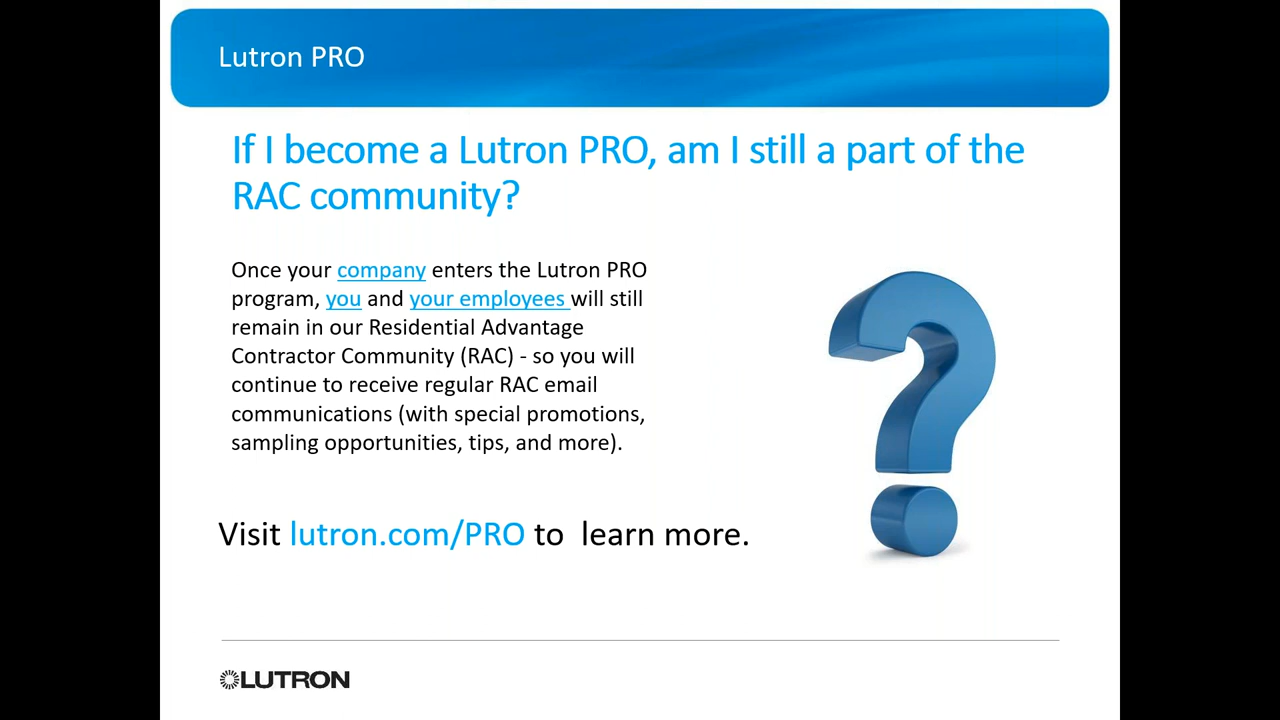 Lutron PRO
If I become a Lutron PRO, am I still a part of the
RAC community?
Once your company enters the Lutron PRO
program, you and your employees will still
remain in our Residential Advantage
Contractor Community (RAC) - so you will
continue to receive regular RAC email
communications (with special promotions,
sampling opportunities, tips, and more).
Visit lutron.com/PRO to  learn more.
LUTRON